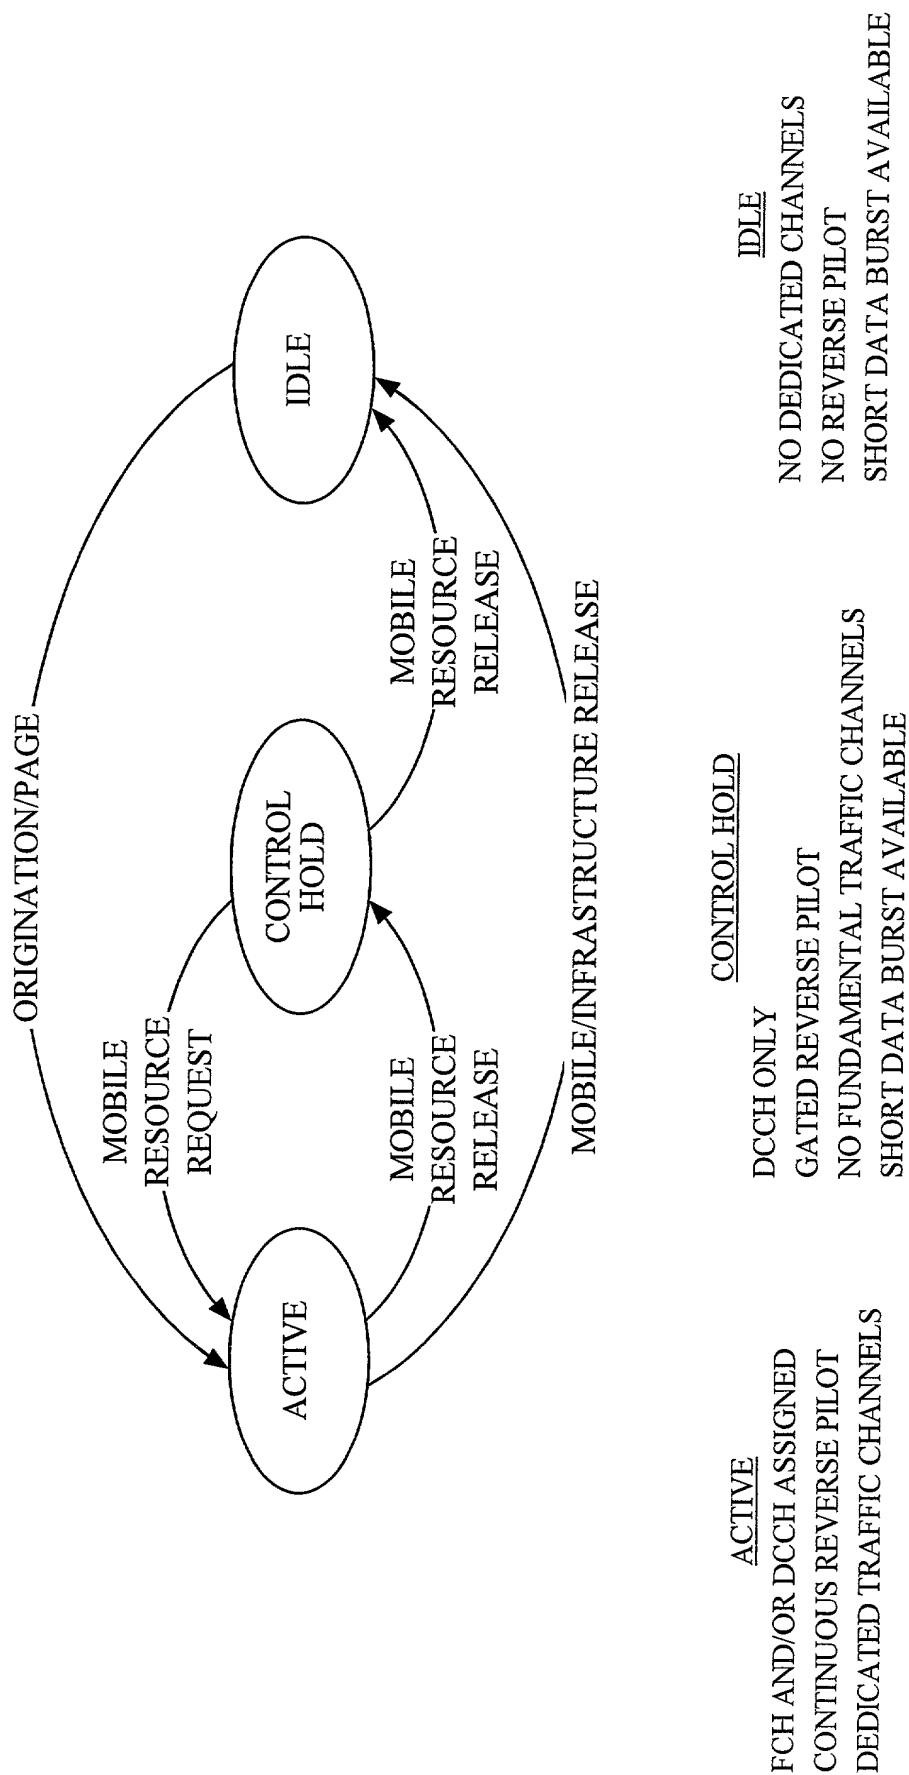 ORIGINATION/PAGE
MOBILE
RESOURCE
REQUEST
ACTIVE
CONTROL
HOLD
IDLE
MOBILE
RESOURCE
RELEASE
MOBILE
RESOURCE
RELEASE
MOBILE/INFRASTRUCTURE RELEASE
ACTIVE
FCH AND/OR DCCH ASSIGNED
CONTINUOUS REVERSE PILOT
DEDICATED TRAFFIC CHANNELS
CONTROL HOLD
DCCH ONLY
GATED REVERSE PILOT
NO FUNDAMENTAL TRAFFIC CHANNELS
SHORT DATA BURST AVAILABLE
IDLE
NO DEDICATED CHANNELS
NO REVERSE PILOT
SHORT DATA BURST AVAILABLE